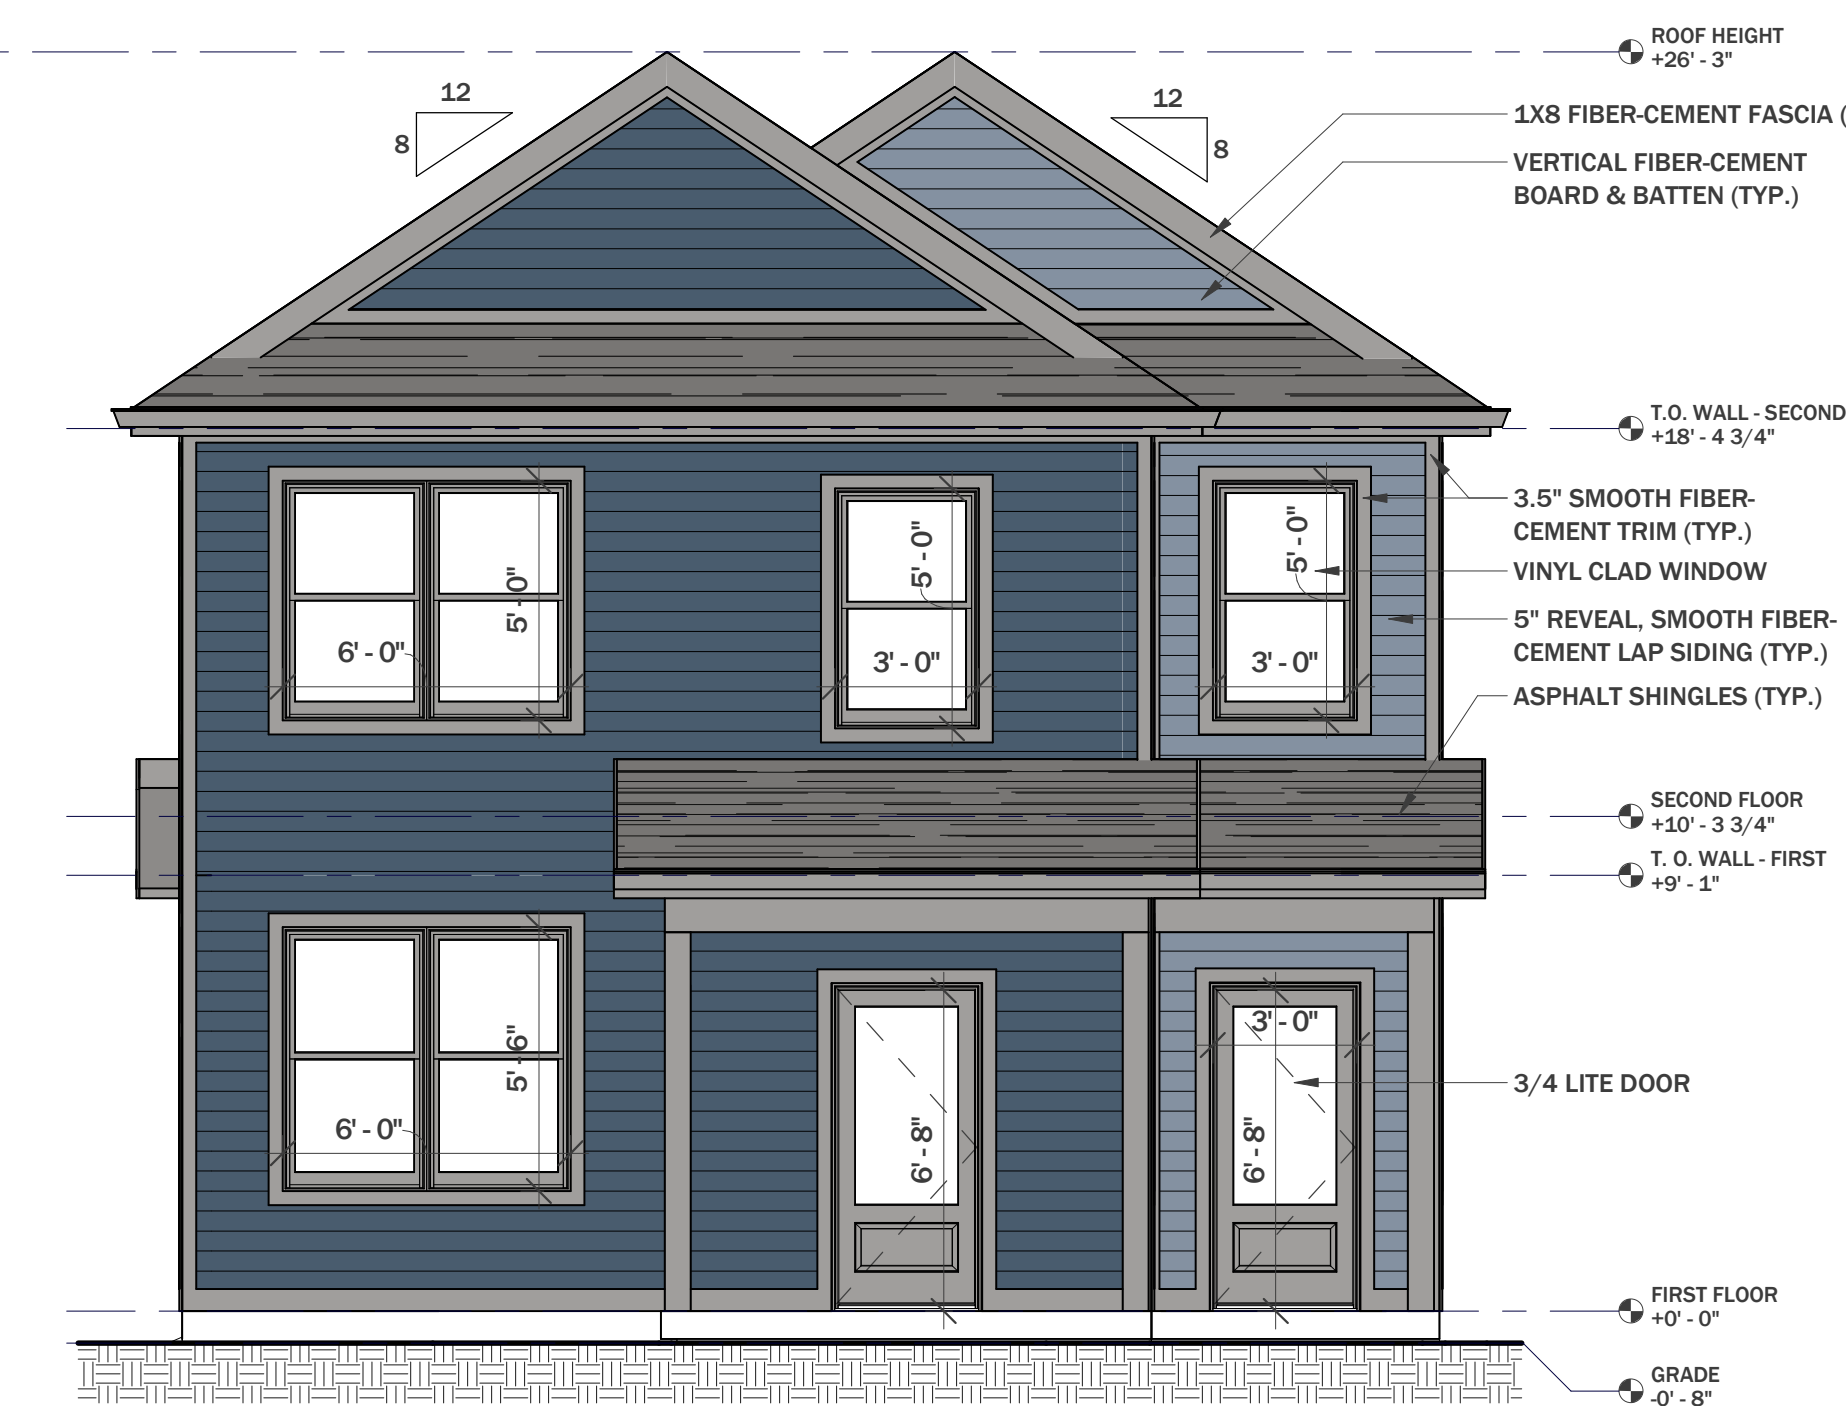 ROOF HEIGHT
+26' - 3"
12
8
12
8
1X8 FIBER-CEMENT FASCIA (
VERTICAL FIBER-CEMENT
BOARD & BATTEN (TYP.)
T.O. WALL - SECOND
+18' - 4 3/4"
3.5" SMOOTH FIBER-
CEMENT TRIM (TYP.)
VINYL CLAD WINDOW
5" REVEAL, SMOOTH FIBER-
CEMENT LAP SIDING (TYP.)
ASPHALT SHINGLES (TYP.)
5' - 0"
6' - 0"
5' - 0"
3' - 0"
5' - 0"
3' - 0"
SECOND FLOOR
+10' - 3 3/4"
T. O. WALL - FIRST
+9' - 1"
5' - 6"
6' - 0"
6' - 8"
3' - 0"
6' - 8"
3/4 LITE DOOR
FIRST FLOOR
+0' - 0"
GRADE
-0' - 8"